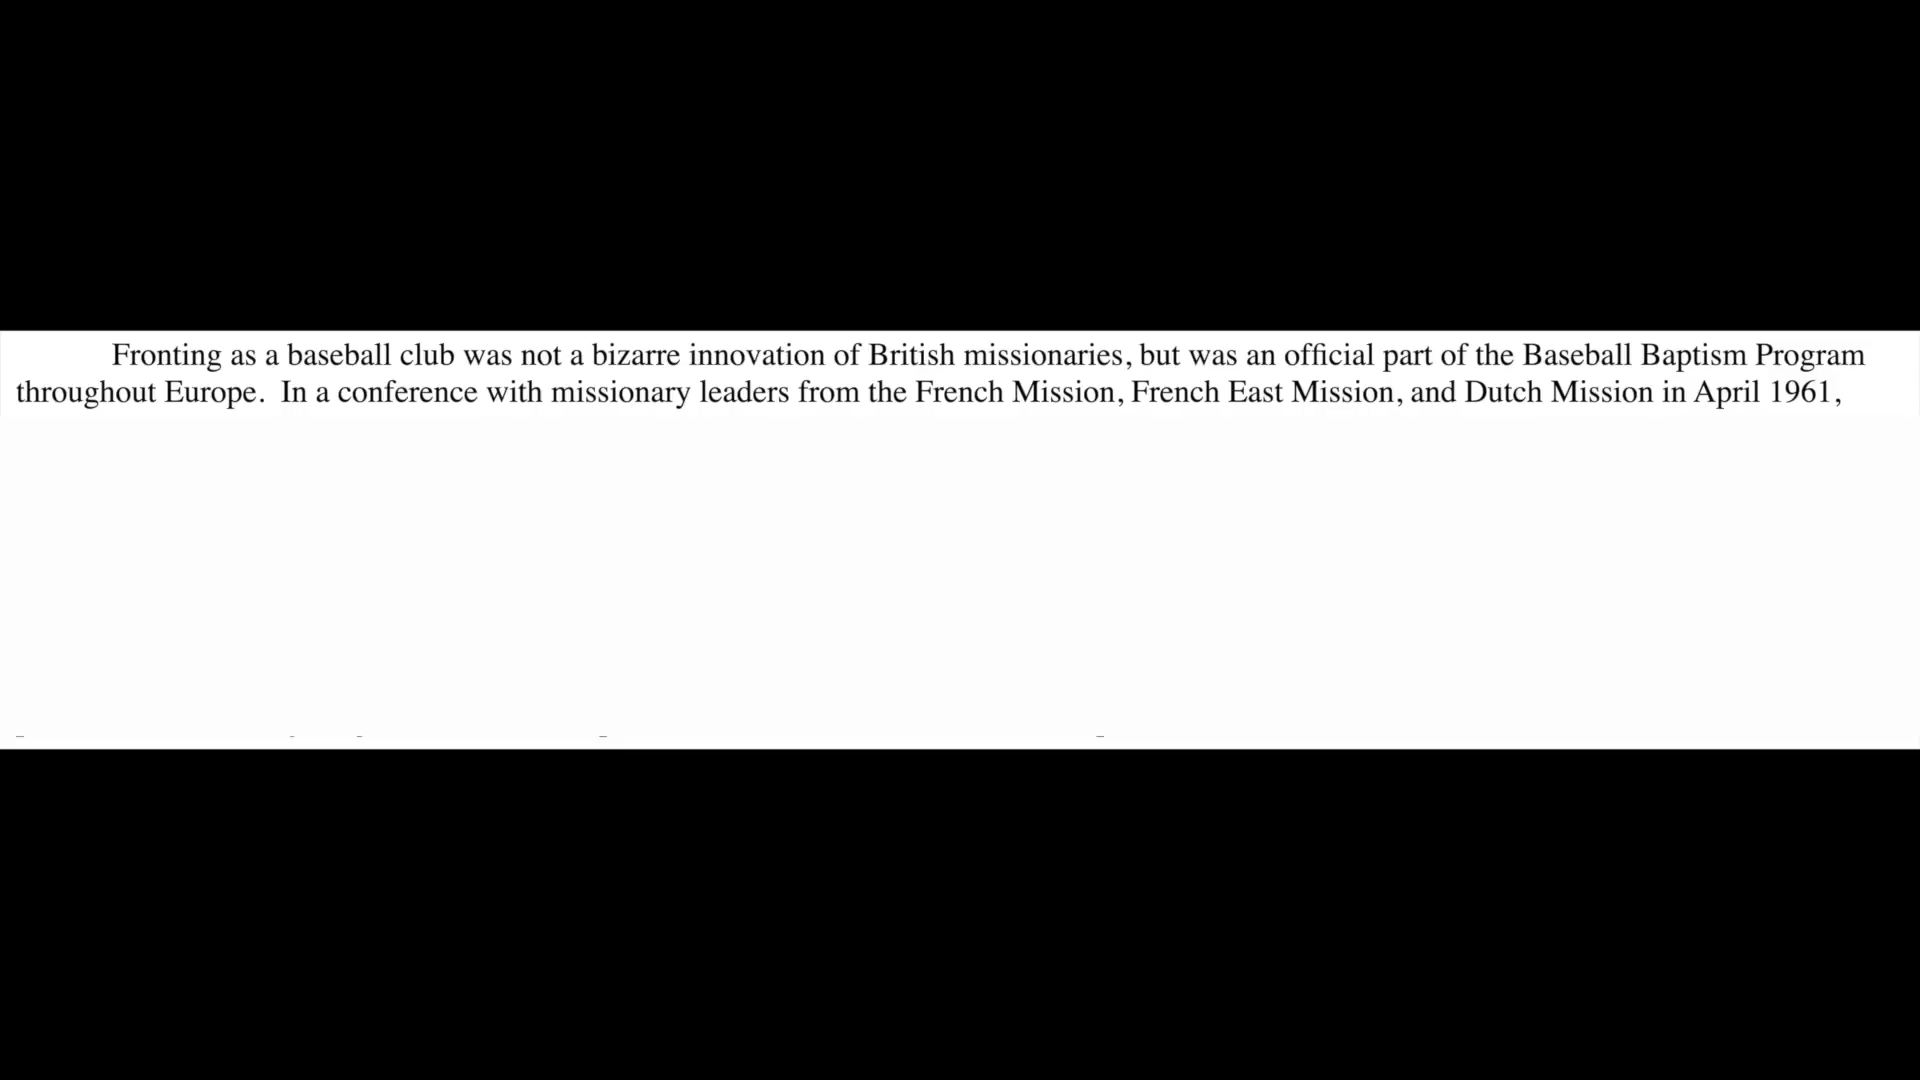 Fronting as a baseball club was not a bizarre innovation of British missionaries, but was an official part of the Baseball Baptism Program
throughout Europe.  In a conference with missionary leaders from the French Mission, French East Mission, and Dutch Mission in April 1961,